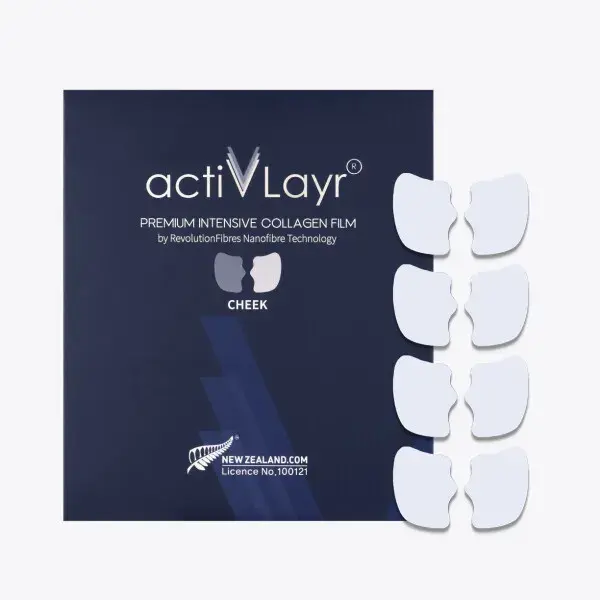 actiVLayr®
PREMIUM INTENSIVE COLLAGEN FILM
by RevolutionFibres Nanofibre Technology
CHEEK
NEW ZEALAND.COM
Licence No,100121